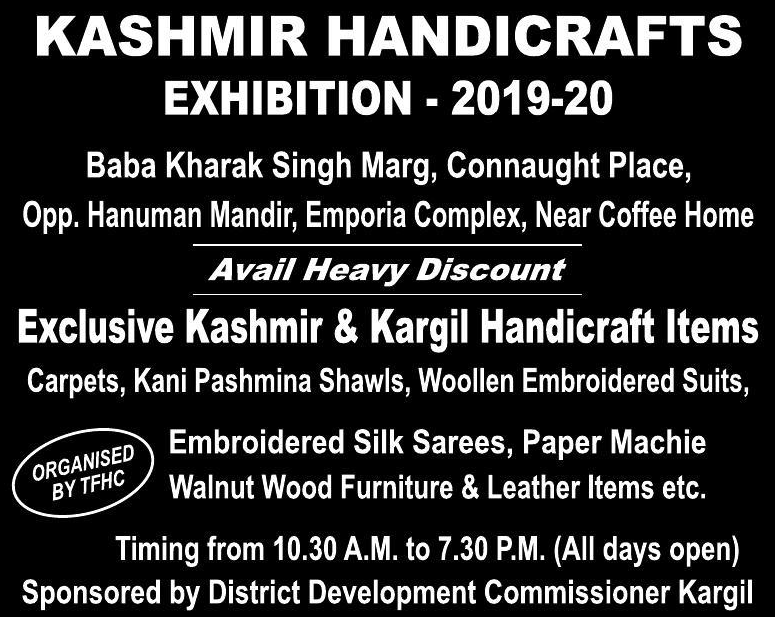 KASHMIR HANDICRAFTS
EXHIBITION - 2019-20
Baba Kharak Singh Marg, Connaught Place,
Opp. Hanuman Mandir, Emporia Complex, Near Coffee Home
Avail Heavy Discount
Exclusive Kashmir & Kargil Handicraft Items
Carpets, Kani Pashmina Shawls, Woollen Embroidered Suits,
Embroidered Silk Sarees, Paper Machie
Walnut Wood Furniture & Leather Items etc.
ORGANISED
BY TFHC
Timing from 10.30 A.M. to 7.30 P.M. (All days open)
Sponsored by District Development Commissioner Kargil